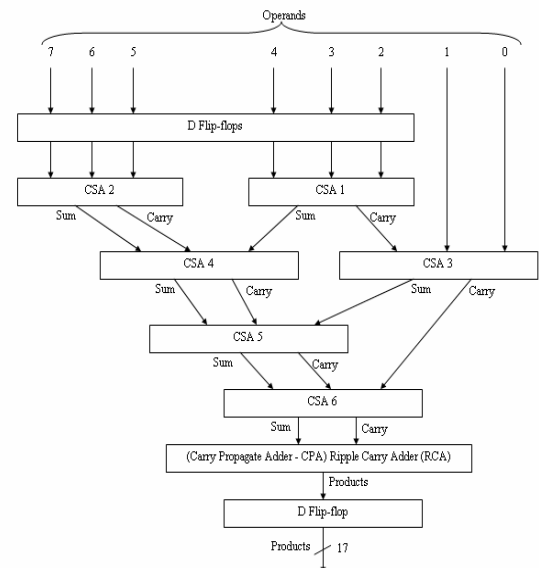 Operands
7 6 5 4 3 2 1 0
D Flip-flops
CSA 2 CSA 1
Sum Carry Sum Carry
CSA 4 CSA 3
Sum Carry Sum Carry
CSA 5
Sum Carry
CSA 6
Sum Carry
(Carry Propagate Adder - CPA) Ripple Carry Adder (RCA)
Products
D Flip-flop
Products 17